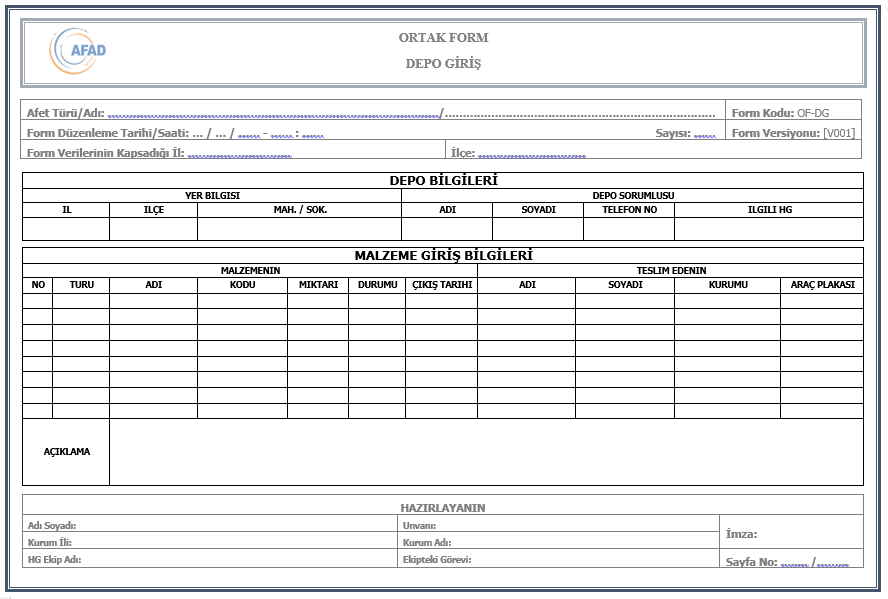 AFAD
ORTAK FORM
DEPO GİRİŞ
Afet Türü/Adı: ................................................................................/................................................................... Form Kodu: OF-DG
Form Düzenleme Tarihi/Saati: ... / ... / ...... - ...... : ...... Sayısı: ...... Form Versiyonu: [V001]
Form Verilerinin Kapsadığı İl: ............................ İlçe: .............................
DEPO BİLGİLERİ
YER BILGISI DEPO SORUMLUSU
IL ILÇE MAH. / SOK. ADI SOYADI TELEFON NO ILGILI HG
MALZEME GİRİŞ BİLGİLERİ
MALZEMENIN TESLIM EDENIN
NO TURU ADI KODU MIKTARI DURUMU ÇIKIŞ TARIHI ADI SOYADI KURUMU ARAÇ PLAKASI
AÇIKLAMA
HAZIRLAYANIN
Adı Soyadı: Unvanı: İmza:
Kurum İli: Kurum Adı:
HG Ekip Adı: Ekipteki Görevi: Sayfa No: ........ /.........